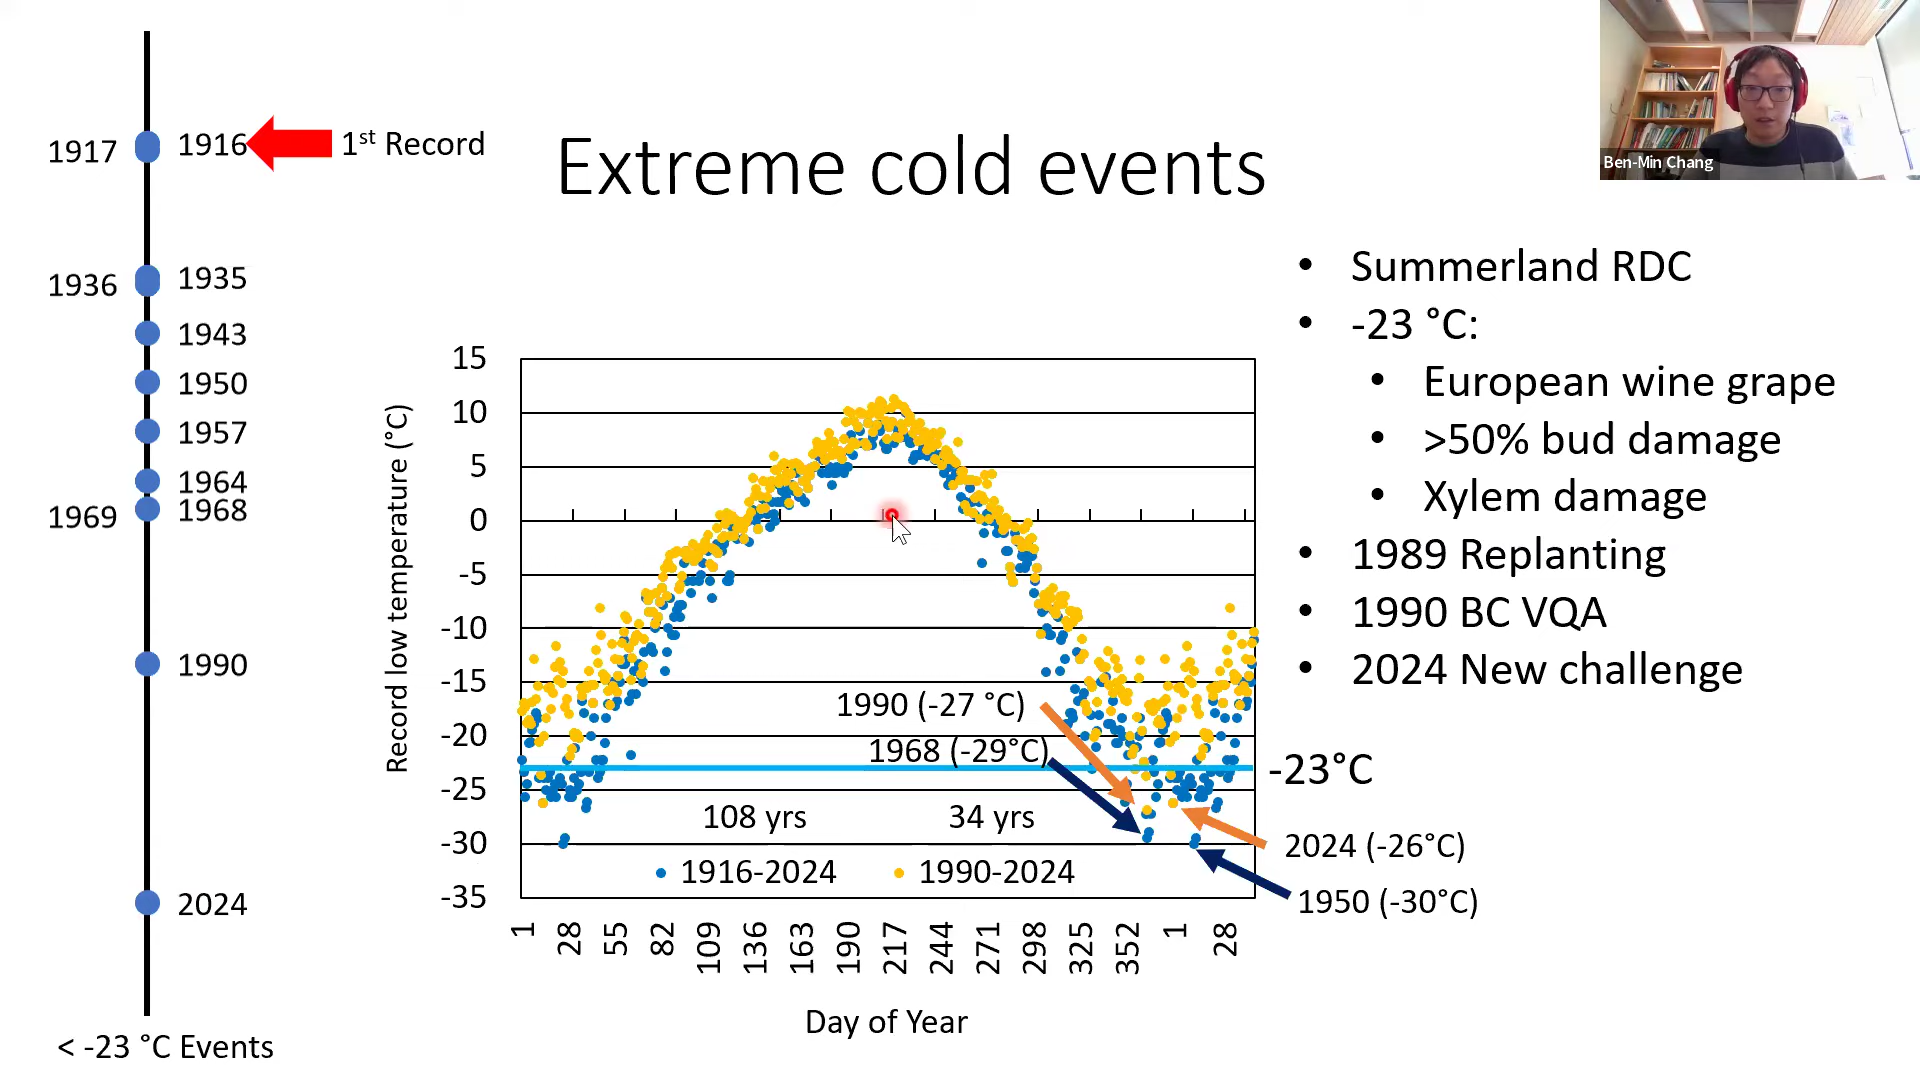 Extreme cold events
Ben-Min Chang
1917
1916
1st Record
1936
1935
1943
1950
1957
1964
1969
1968
1990
2024
< -23 °C Events
Record low temperature (°C)
15
10
5
0
-5
-10
-15
-20
-25
-30
-35
1990 (-27 °C)
1968 (-29°C)
-23°C
108 yrs
34 yrs
1916-2024
1990-2024
2024 (-26°C)
1950 (-30°C)
1 28 55 82 109 136 163 190 217 244 271 298 325 352 1 28
Day of Year
• Summerland RDC
• -23 °C:
• European wine grape
• >50% bud damage
• Xylem damage
• 1989 Replanting
• 1990 BC VQA
• 2024 New challenge